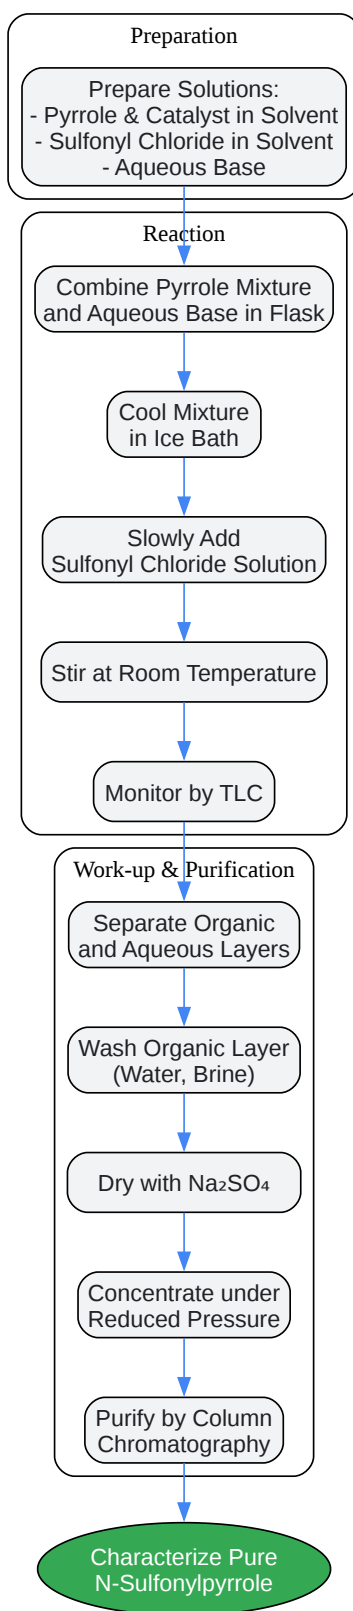 Preparation
Prepare Solutions:
- Pyrrole & Catalyst in Solvent
- Sulfonyl Chloride in Solvent
- Aqueous Base
Reaction
Combine Pyrrole Mixture
and Aqueous Base in Flask
Cool Mixture
in Ice Bath
Slowly Add
Sulfonyl Chloride Solution
Stir at Room Temperature
Monitor by TLC
Work-up & Purification
Separate Organic
and Aqueous Layers
Wash Organic Layer
(Water, Brine)
Dry with Na₂SO₄
Concentrate under
Reduced Pressure
Purify by Column
Chromatography
Characterize Pure
N-Sulfonylpyrrole